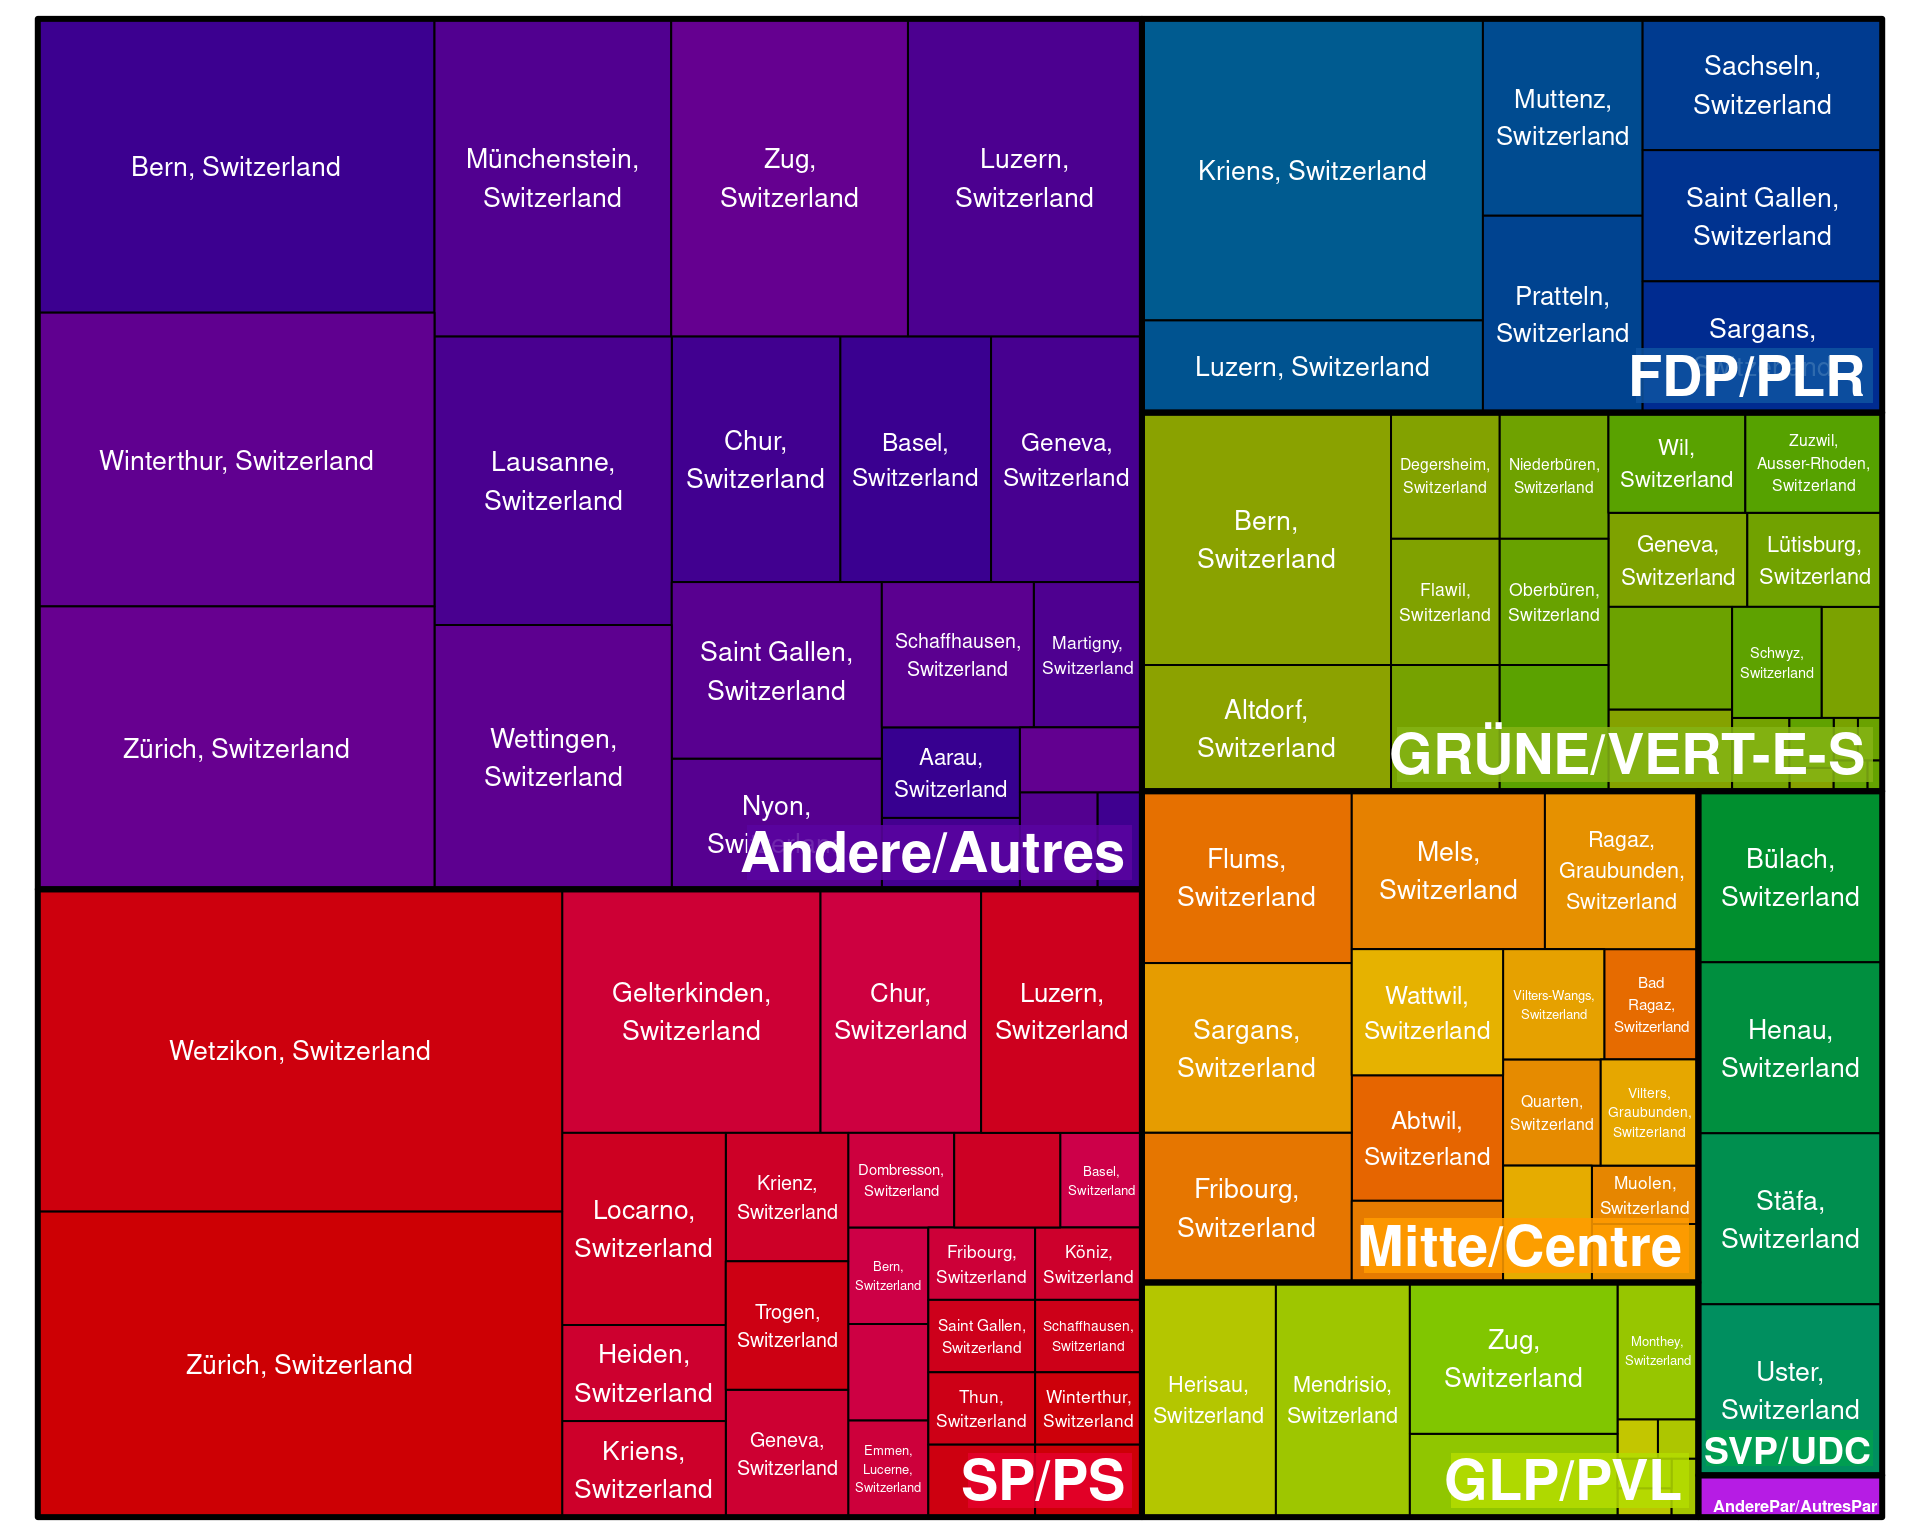 Bern, Switzerland
Winterthur, Switzerland
Zürich, Switzerland
Münchenstein,
Switzerland
Zug,
Switzerland
Luzern,
Switzerland
Lausanne,
Switzerland
Wettingen,
Switzerland
Chur,
Switzerland
Basel,
Switzerland
Geneva,
Switzerland
Saint Gallen,
Switzerland
Schaffhausen,
Switzerland
Martigny,
Switzerland
Aarau,
Switzerland
Nyon,
Switzerland
Andere/Autres
Wetzikon, Switzerland
Zürich, Switzerland
Gelterkinden,
Switzerland
Chur,
Switzerland
Luzern,
Switzerland
Locarno,
Switzerland
Heiden,
Switzerland
Kriens,
Switzerland
Krienz,
Switzerland
Trogen,
Switzerland
Geneva,
Switzerland
Dombresson,
Switzerland
Basel,
Switzerland
Bern,
Switzerland
Fribourg,
Switzerland
Köniz,
Switzerland
Saint Gallen,
Switzerland
Schaffhausen,
Switzerland
Thun,
Switzerland
Winterthur,
Switzerland
Emmen,
Lucerne,
Switzerland
SP/PS
Kriens, Switzerland
Luzern, Switzerland
Muttenz,
Switzerland
Pratteln,
Switzerland
Sachseln,
Switzerland
Saint Gallen,
Switzerland
Sargans,
Switzerland
FDP/PLR
Bern,
Switzerland
Altdorf,
Switzerland
Degersheim,
Switzerland
Niederbüren,
Switzerland
Flawil,
Switzerland
Oberbüren,
Switzerland
Wil,
Switzerland
Zuzwil,
Ausser-Rhoden,
Switzerland
Geneva,
Switzerland
Lütisburg,
Switzerland
Schwyz,
Switzerland
GRÜNE/VERT-E-S
Flums,
Switzerland
Sargans,
Switzerland
Fribourg,
Switzerland
Mels,
Switzerland
Ragaz,
Graubunden,
Switzerland
Wattwil,
Switzerland
Vilters-Wangs,
Switzerland
Bad
Ragaz,
Switzerland
Abtwil,
Switzerland
Quarten,
Switzerland
Vilters,
Graubunden,
Switzerland
Muolen,
Switzerland
Mitte/Centre
Herisau,
Switzerland
Mendrisio,
Switzerland
Zug,
Switzerland
Monthey,
Switzerland
GLP/PVL
Bülach,
Switzerland
Henau,
Switzerland
Stäfa,
Switzerland
Uster,
Switzerland
SVP/UDC
AnderePar/AutresPar